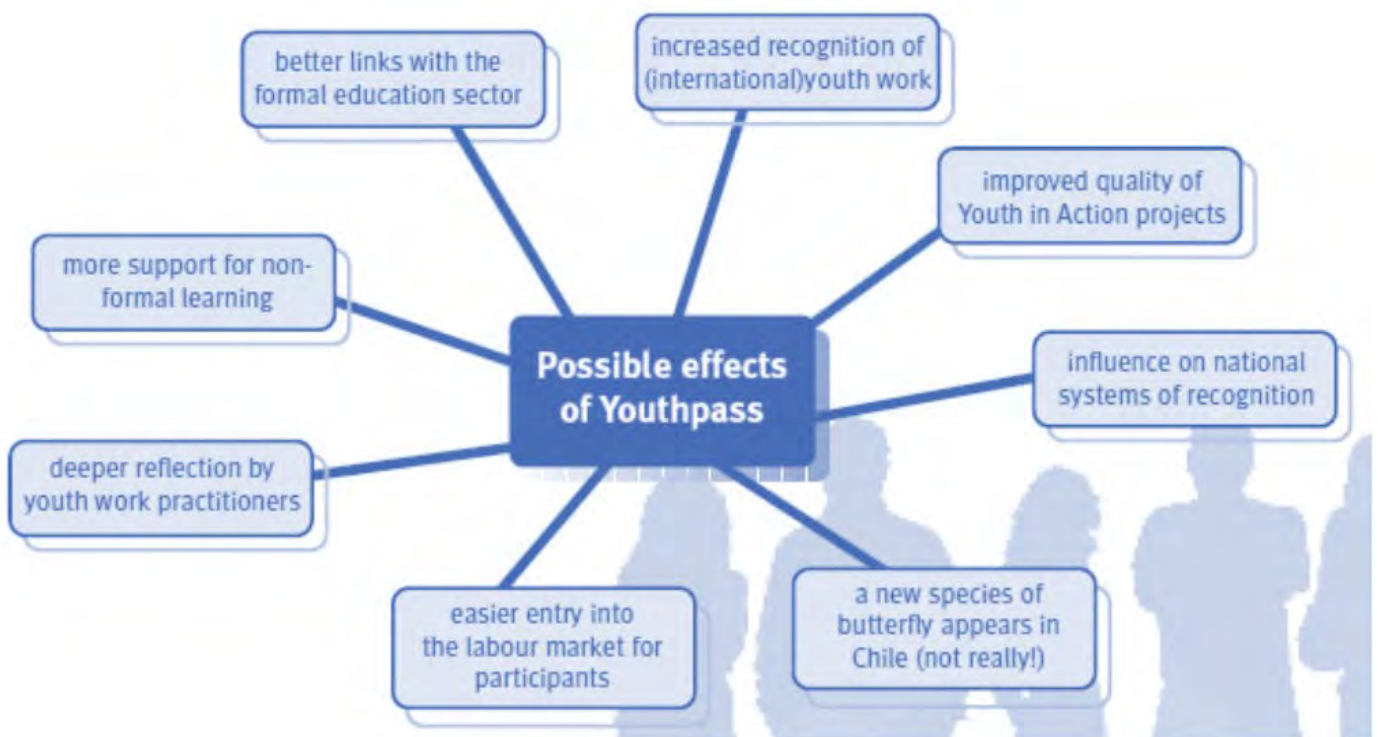 better links with the
formal education sector
increased recognition of
(international)youth work
improved quality of
Youth in Action projects
more support for non-
formal learning
Possible effects
of Youthpass
influence on national
systems of recognition
deeper reflection by
youth work practitioners
easier entry into
the labour market for
participants
a new species of
butterfly appears in
Chile (not really!)